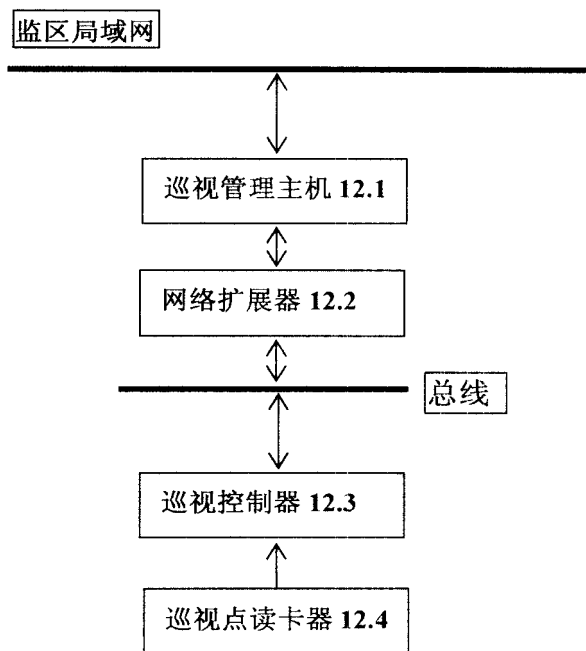 监区局域网
巡视管理主机 12.1
网络扩展器 12.2
总线
巡视控制器 12.3
巡视点读卡器 12.4